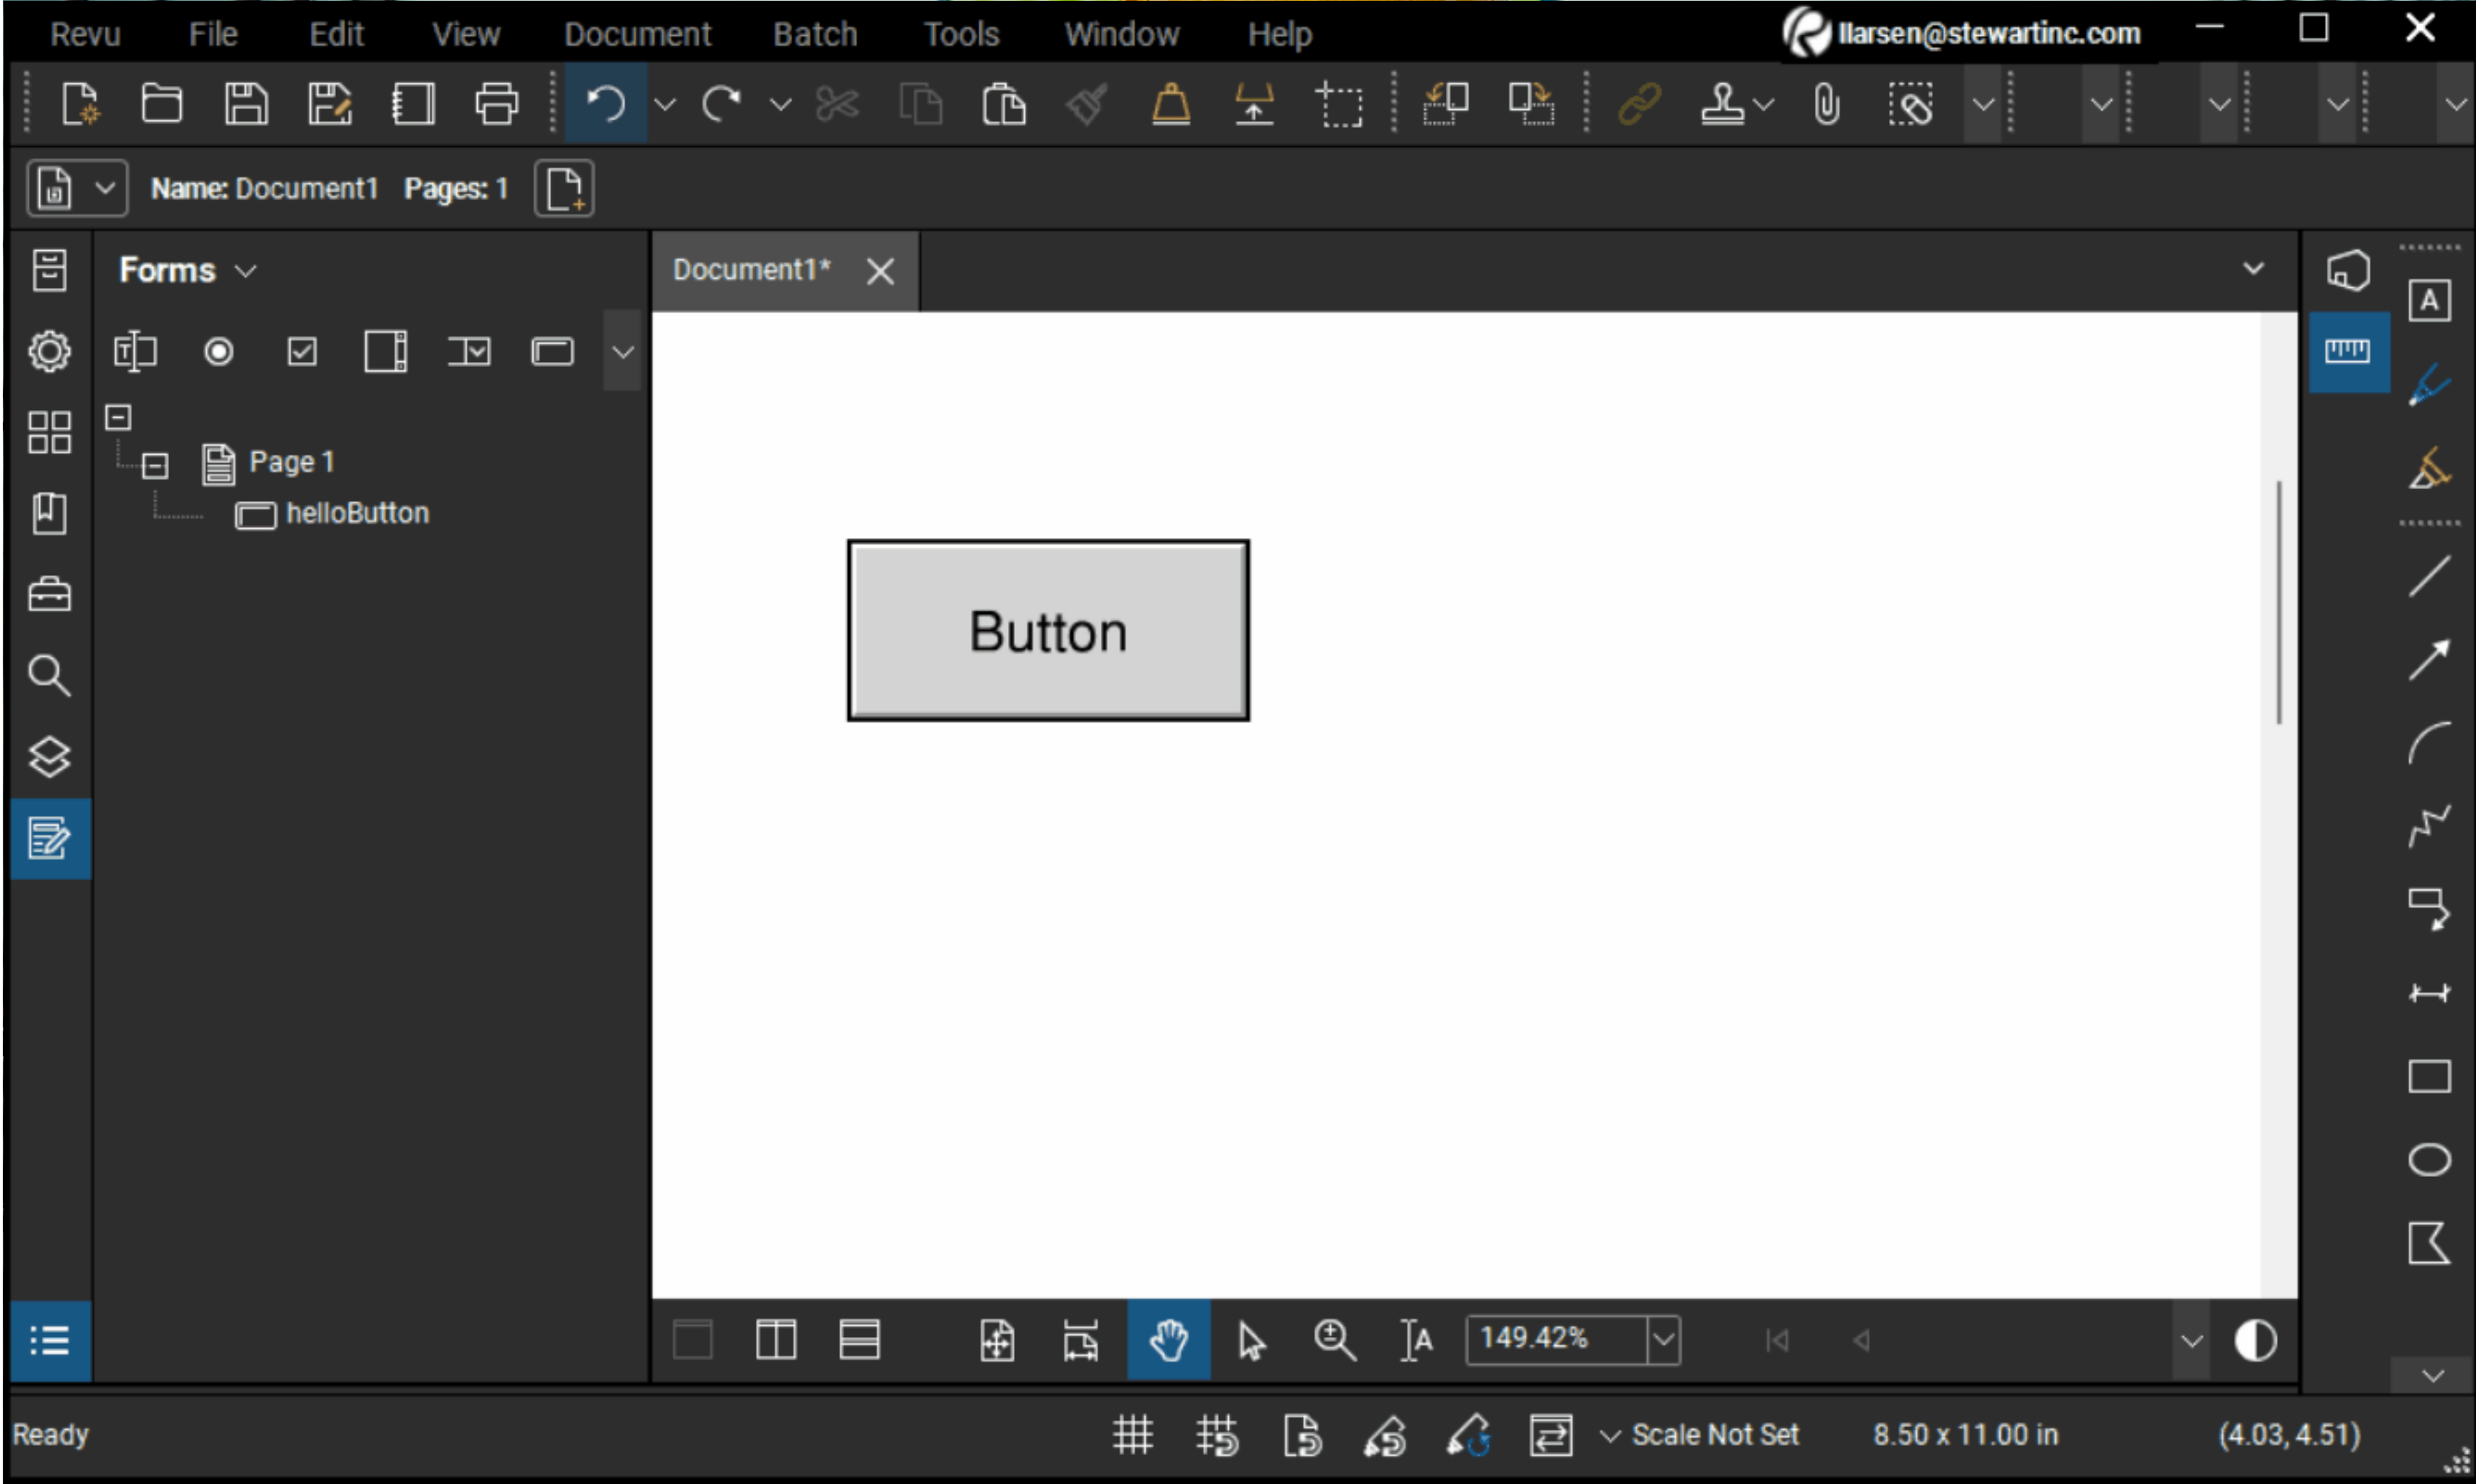 Revu File Edit View Document Batch Tools Window Help llarsen@stewartinc.com
Name: Document1 Pages: 1
Forms
Document1*
Page 1
helloButton
Button
149.42%
Ready
Scale Not Set 8.50 x 11.00 in (4.03, 4.51)